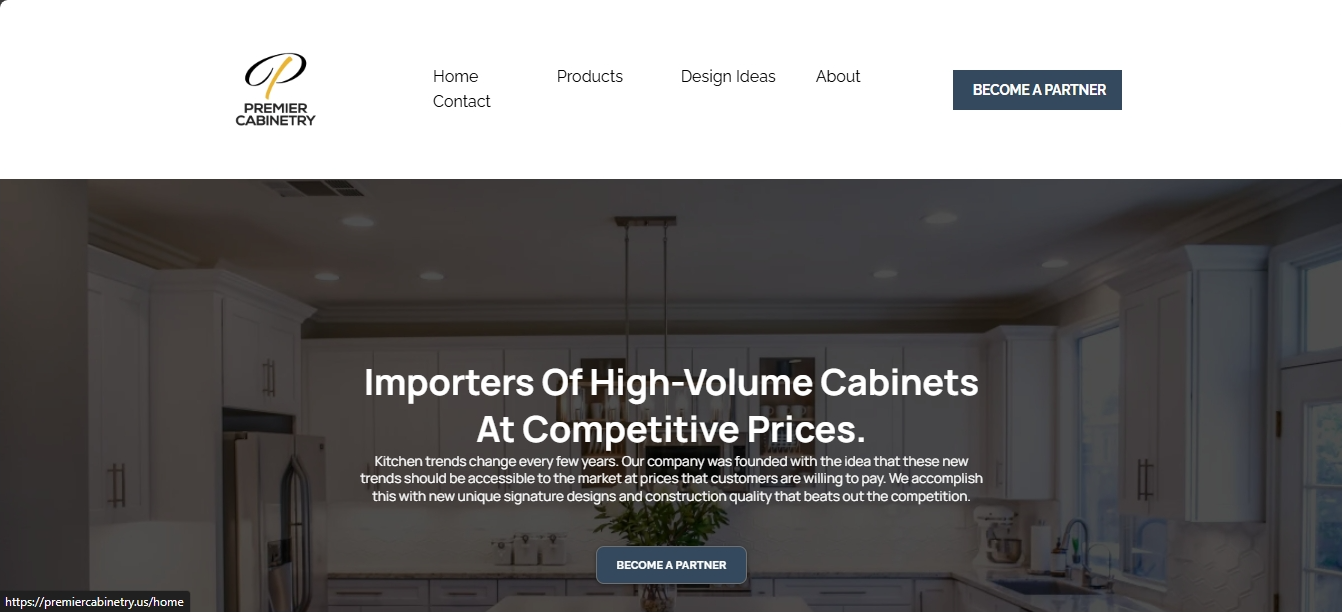 PREMIER
CABINETRY
Home
Products
Design Ideas
About
Contact
BECOME A PARTNER
Importers Of High-Volume Cabinets
At Competitive Prices.
Kitchen trends change every few years. Our company was founded with the idea that these new
trends should be accessible to the market at prices that customers are willing to pay. We accomplish
this with new unique signature designs and construction quality that beats out the competition.
BECOME A PARTNER
https://premiercabinetry.us/home